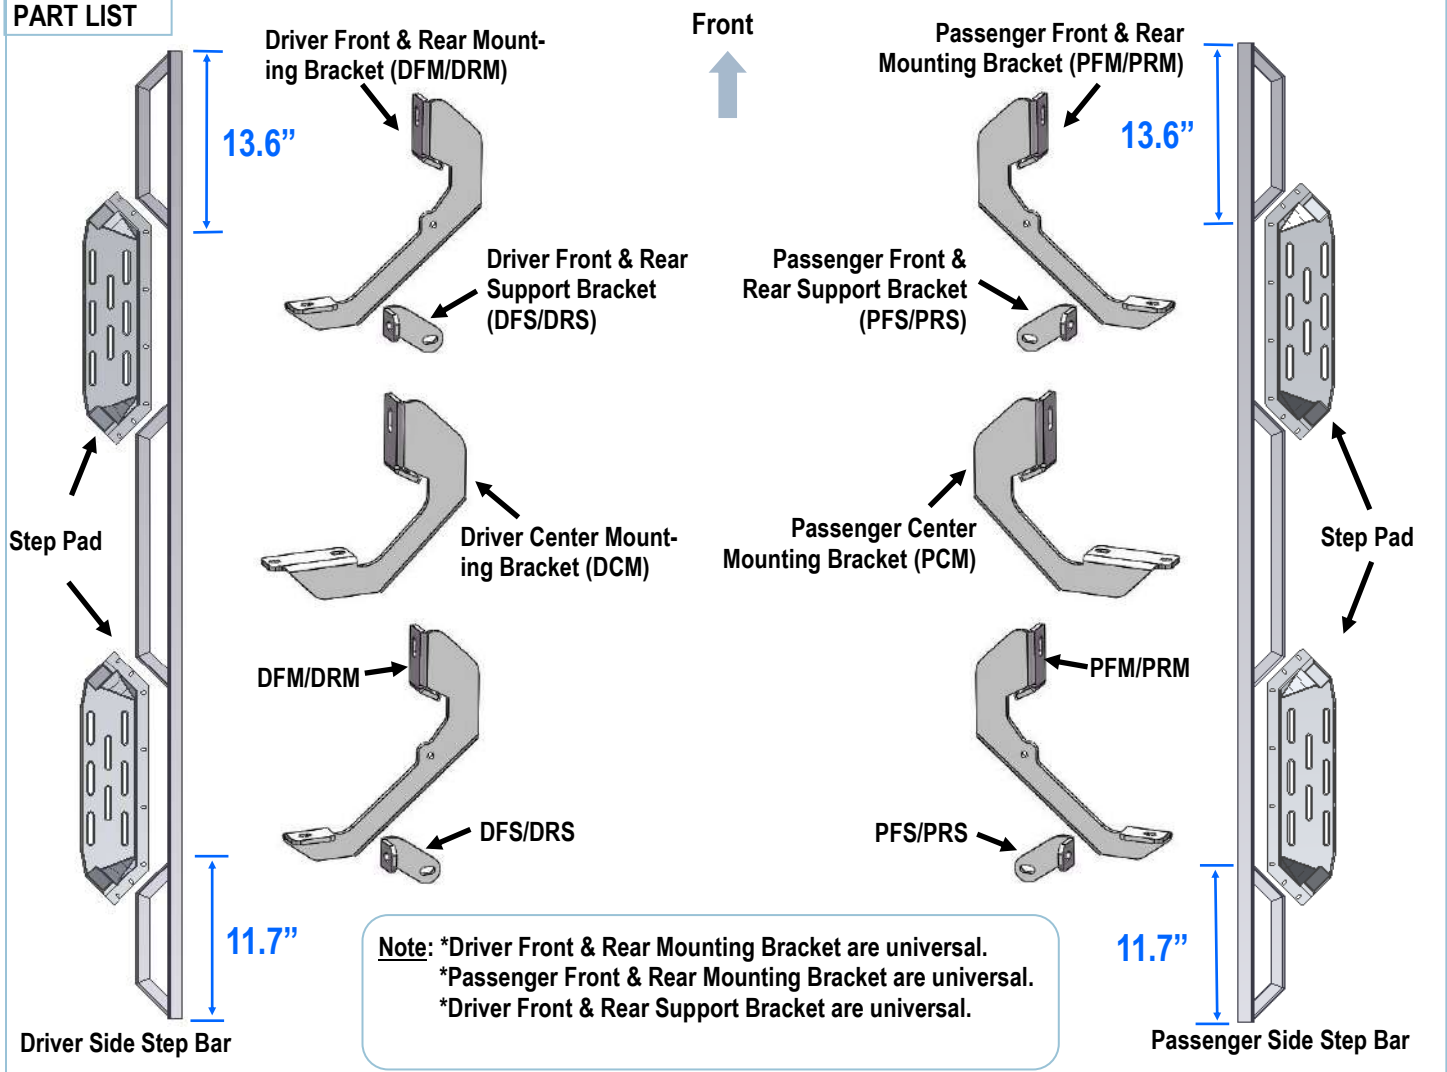 PART LIST
Front
Driver Front & Rear Mount-
ing Bracket (DFM/DRM)
Passenger Front & Rear
Mounting Bracket (PFM/PRM)
13.6”
13.6”
Driver Front & Rear
Support Bracket
(DFS/DRS)
Passenger Front &
Rear Support Bracket
(PFS/PRS)
Step Pad
Driver Center Mount-
ing Bracket (DCM)
Passenger Center
Mounting Bracket (PCM)
Step Pad
DFM/DRM
PFM/PRM
DFS/DRS
PFS/PRS
11.7”
11.7”
Note: *Driver Front & Rear Mounting Bracket are universal.
*Passenger Front & Rear Mounting Bracket are universal.
*Driver Front & Rear Support Bracket are universal.
Driver Side Step Bar
Passenger Side Step Bar